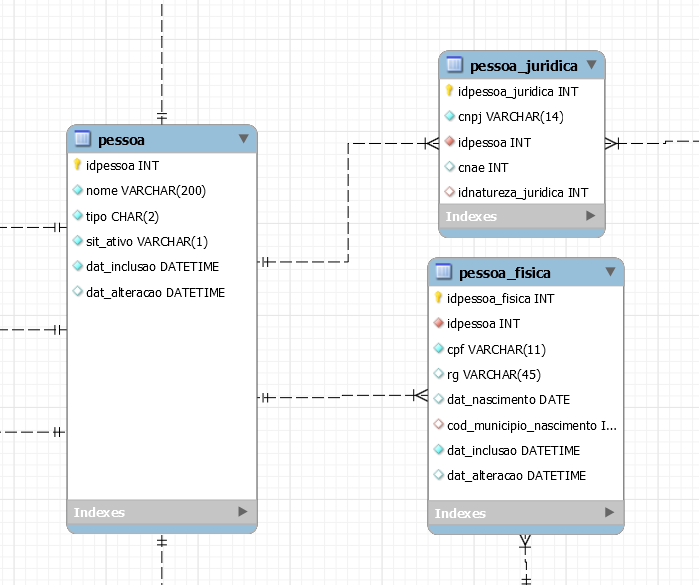 pessoa
idpessoa INT
nome VARCHAR(200)
tipo CHAR(2)
sit_ativo VARCHAR(1)
dat_inclusao DATETIME
dat_alteracao DATETIME
Indexes
pessoa_juridica
idpessoa_juridica INT
cnpj VARCHAR(14)
idpessoa INT
cnae INT
idnatureza_juridica INT
Indexes
pessoa_fisica
idpessoa_fisica INT
idpessoa INT
cpf VARCHAR(11)
rg VARCHAR(45)
dat_nascimento DATE
cod_municipio_nascimento I...
dat_inclusao DATETIME
dat_alteracao DATETIME
Indexes